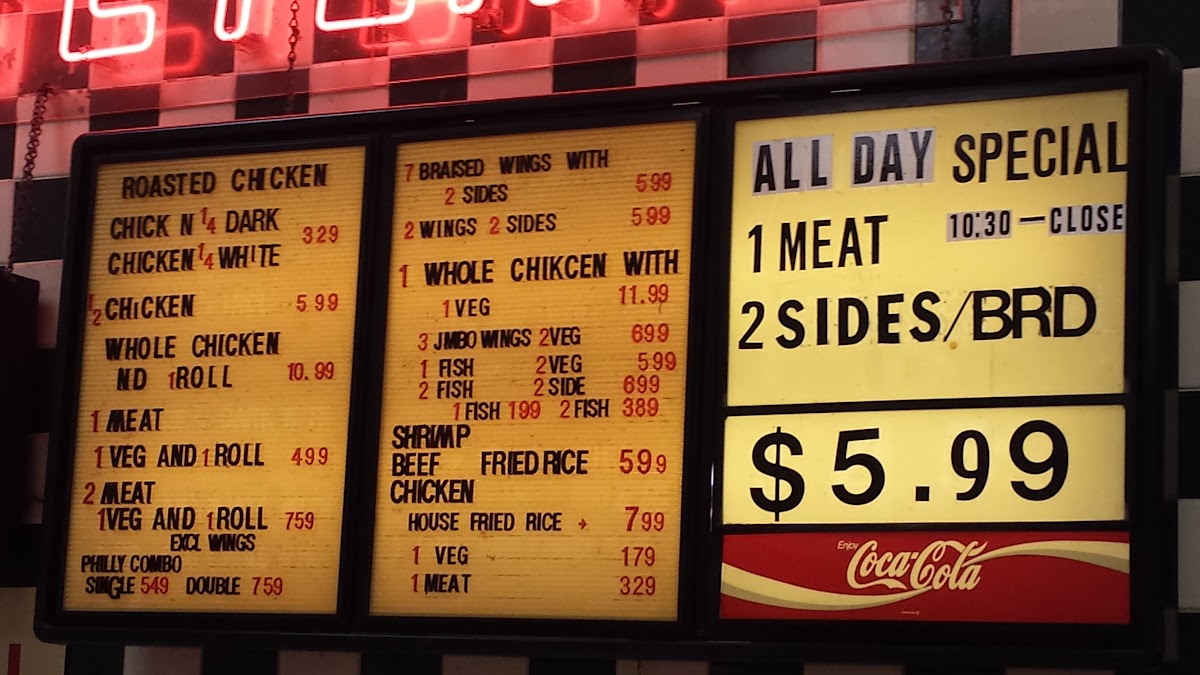 ROASTED CHICKEN
CHICK N 1/4 DARK 329
CHICKEN 1/4 WHITE
1/2 CHICKEN 599
WHOLE CHICKEN
ND 1ROLL 10.99
1 MEAT
1 VEG AND 1 ROLL 499
2 MEAT
1VEG AND 1ROLL 759
EXCL WINGS
PHILLY COMBO
SINGLE 549 DOUBLE 759
7 BRAISED WINGS WITH
2 SIDES 599
2 WINGS 2 SIDES 599
1 WHOLE CHIKCEN WITH
1 VEG 11.99
3 JMBO WINGS 2VEG 699
1 FISH 2VEG 599
2 FISH 2 SIDE 699
1 FISH 199 2 FISH 389
SHRIMP
BEEF FRIED RICE 599
CHICKEN
HOUSE FRIED RICE + 799
1 VEG 179
1 MEAT 329
ALL DAY SPECIAL
1 MEAT 10:30 — CLOSE
2 SIDES/BRD
$5.99
Enjoy
Coca-Cola